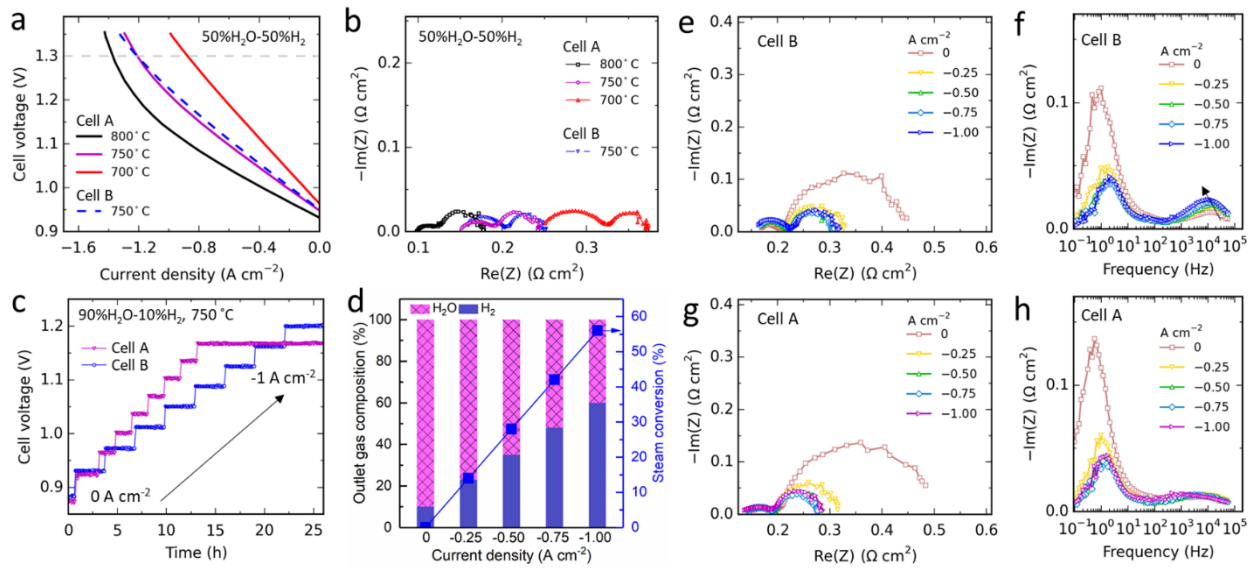 a
50%H₂O-50%H₂
Cell voltage (V)
1.3
1.2
1.1
1.0
0.9
Cell A
800°C
750°C
700°C
Cell B
750°C
−1.6
−1.2
−0.8
−0.4
0.0
Current density (A cm⁻²)
b
50%H₂O-50%H₂
−Im(Z) (Ω cm²)
0.3
0.2
0.1
0.0
Cell A
800°C
750°C
700°C
Cell B
750°C
0.1
0.2
0.3
Re(Z) (Ω cm²)
c
90%H₂O-10%H₂, 750°C
Cell voltage (V)
1.2
1.1
1.0
0.9
Cell A
Cell B
-1 A cm⁻²
0 A cm⁻²
0
5
10
15
20
25
Time (h)
d
H₂O
H₂
Outlet gas composition (%)
100
80
60
40
20
0
Steam conversion (%)
60
50
40
30
20
10
0
0
-0.25
-0.50
-0.75
-1.00
Current density (A cm⁻²)
e
Cell B
−Im(Z) (Ω cm²)
0.4
0.3
0.2
0.1
0.0
A cm⁻²
0
−0.25
−0.50
−0.75
−1.00
0.1
0.2
0.3
0.4
0.5
0.6
Re(Z) (Ω cm²)
f
Cell B
−Im(Z) (Ω cm²)
0.1
0.0
A cm⁻²
0
−0.25
−0.50
−0.75
−1.00
10⁻¹
10⁰
10¹
10²
10³
10⁴
10⁵
Frequency (Hz)
g
Cell A
−Im(Z) (Ω cm²)
0.4
0.3
0.2
0.1
0.0
A cm⁻²
0
−0.25
−0.50
−0.75
−1.00
0.1
0.2
0.3
0.4
0.5
0.6
Re(Z) (Ω cm²)
h
Cell A
−Im(Z) (Ω cm²)
0.1
0.0
A cm⁻²
0
−0.25
−0.50
−0.75
−1.00
10⁻¹
10⁰
10¹
10²
10³
10⁴
10⁵
Frequency (Hz)